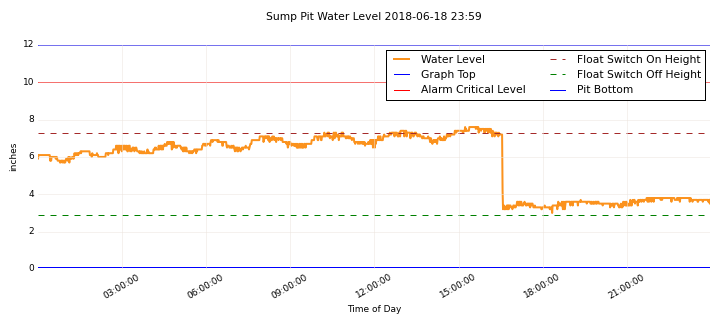 Sump Pit Water Level 2018-06-18 23:59
12
10
8
6
4
2
0
inches
Water Level
Graph Top
Alarm Critical Level
Float Switch On Height
Float Switch Off Height
Pit Bottom
03:00:00
06:00:00
09:00:00
12:00:00
15:00:00
18:00:00
21:00:00
Time of Day